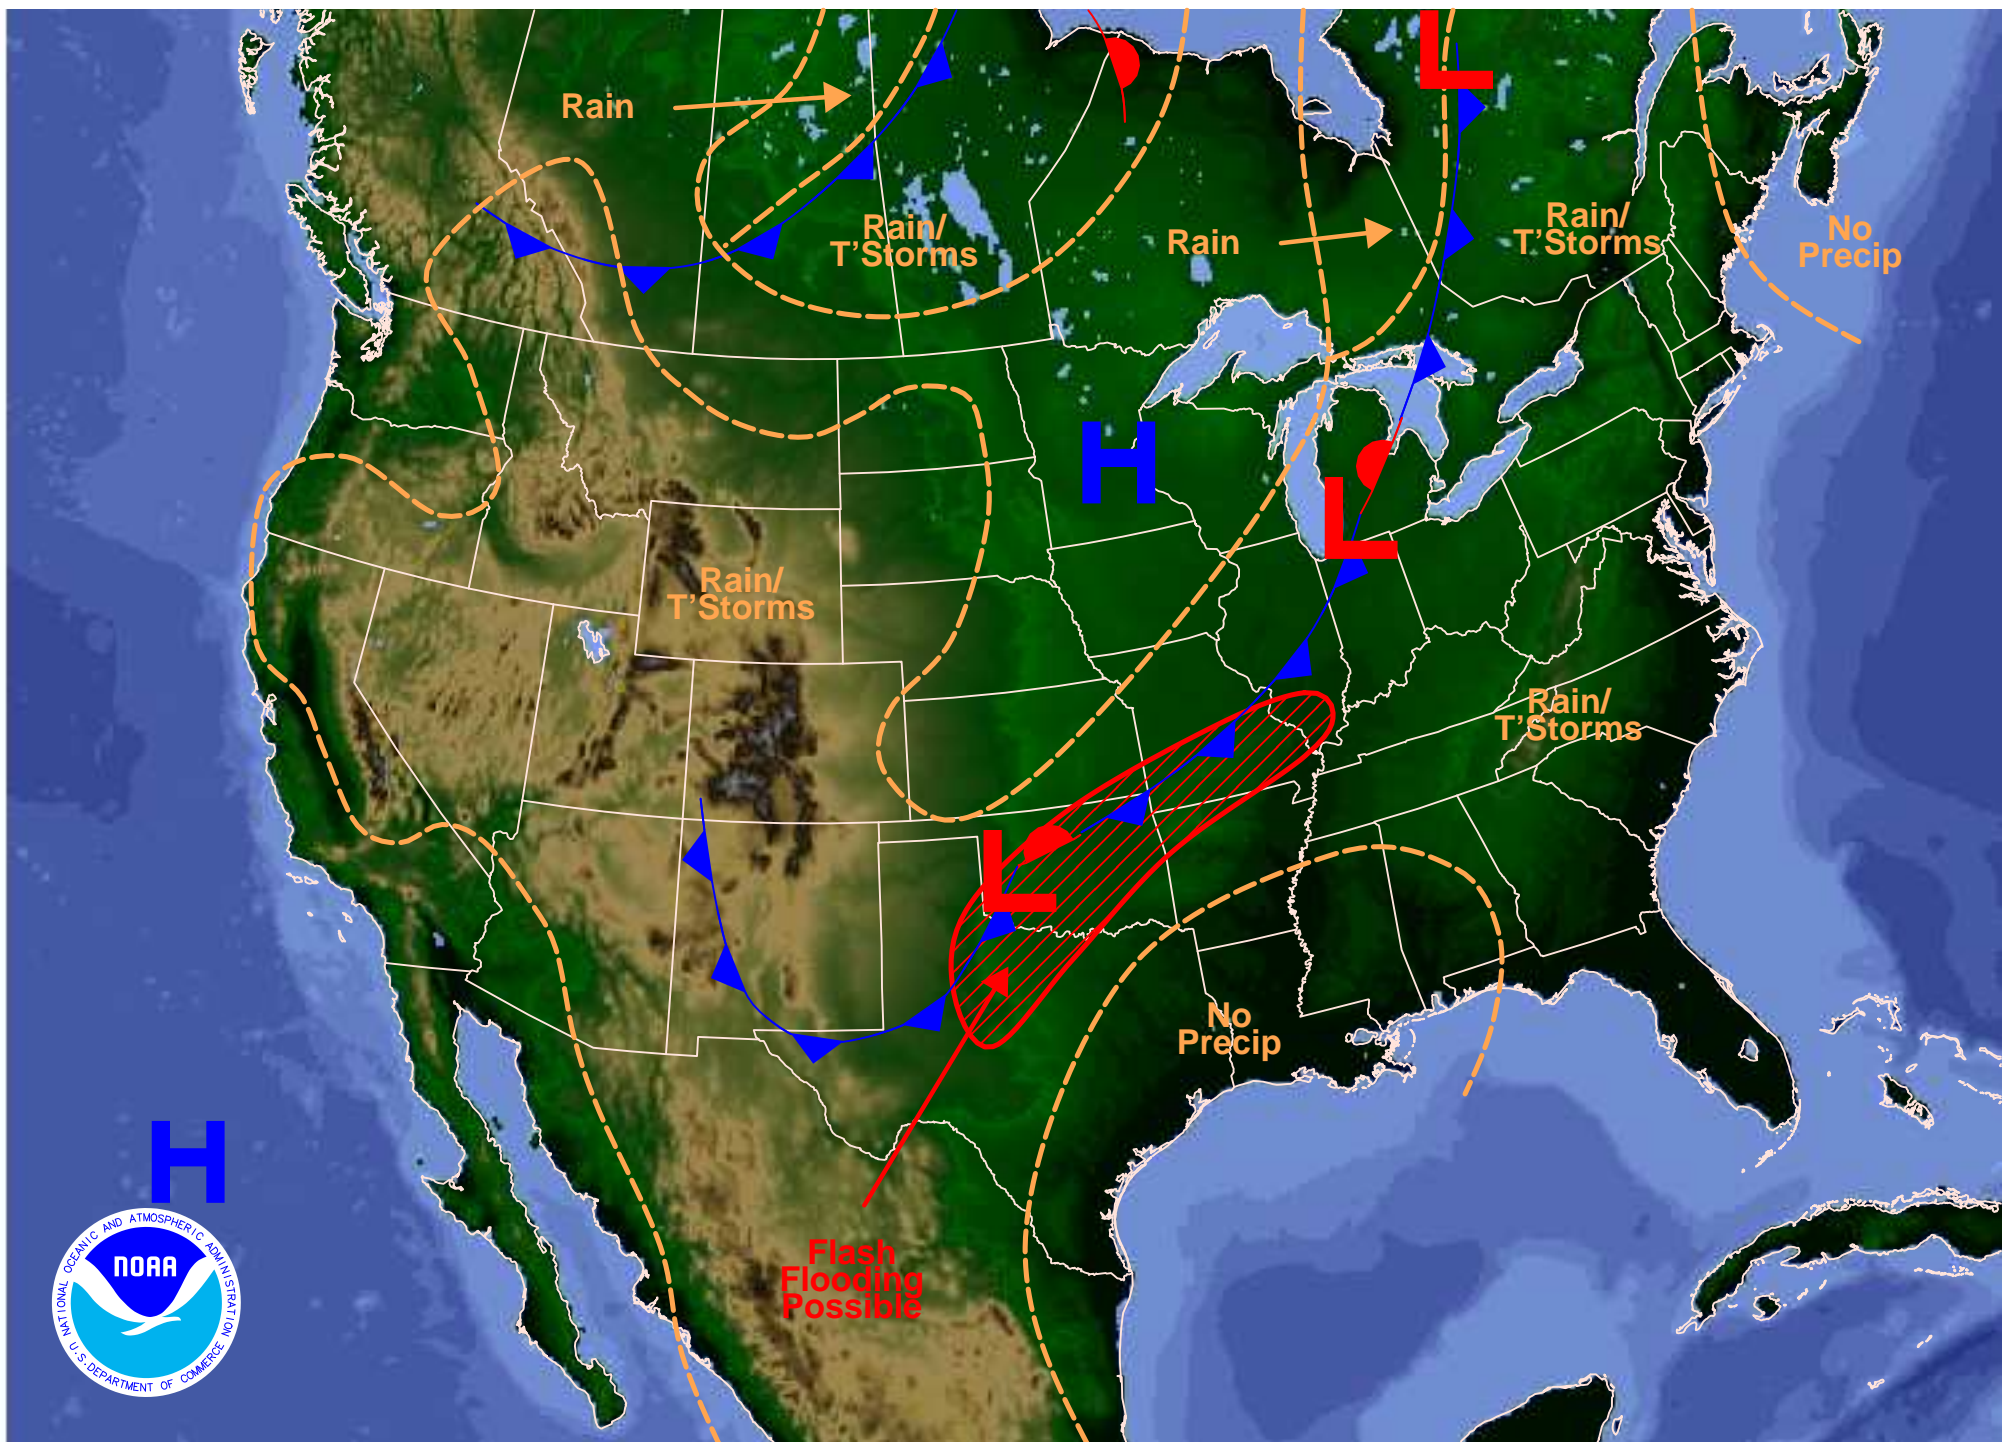 L
Rain
Rain/
T'Storms
Rain
Rain/
T'Storms
No
Precip
H
L
Rain/
T'Storms
Rain/
T'Storms
L
No
Precip
H
Flash
Flooding
Possible
NATIONAL OCEANIC AND ATMOSPHERIC ADMINISTRATION
NOAA
U.S. DEPARTMENT OF COMMERCE